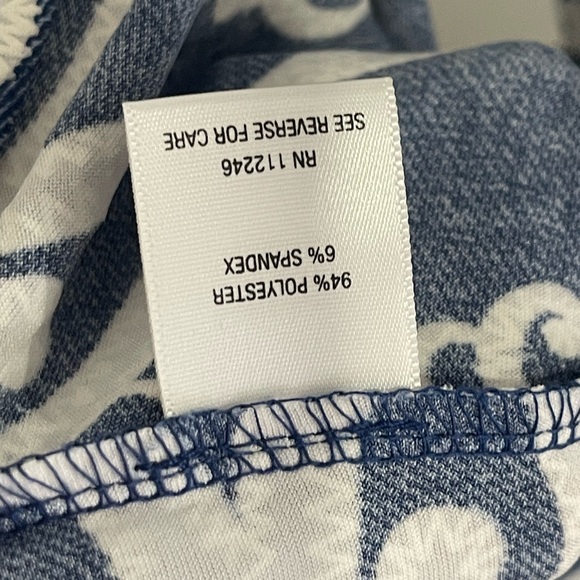 94% POLYESTER
6% SPANDEX
RN 112246
SEE REVERSE FOR CARE